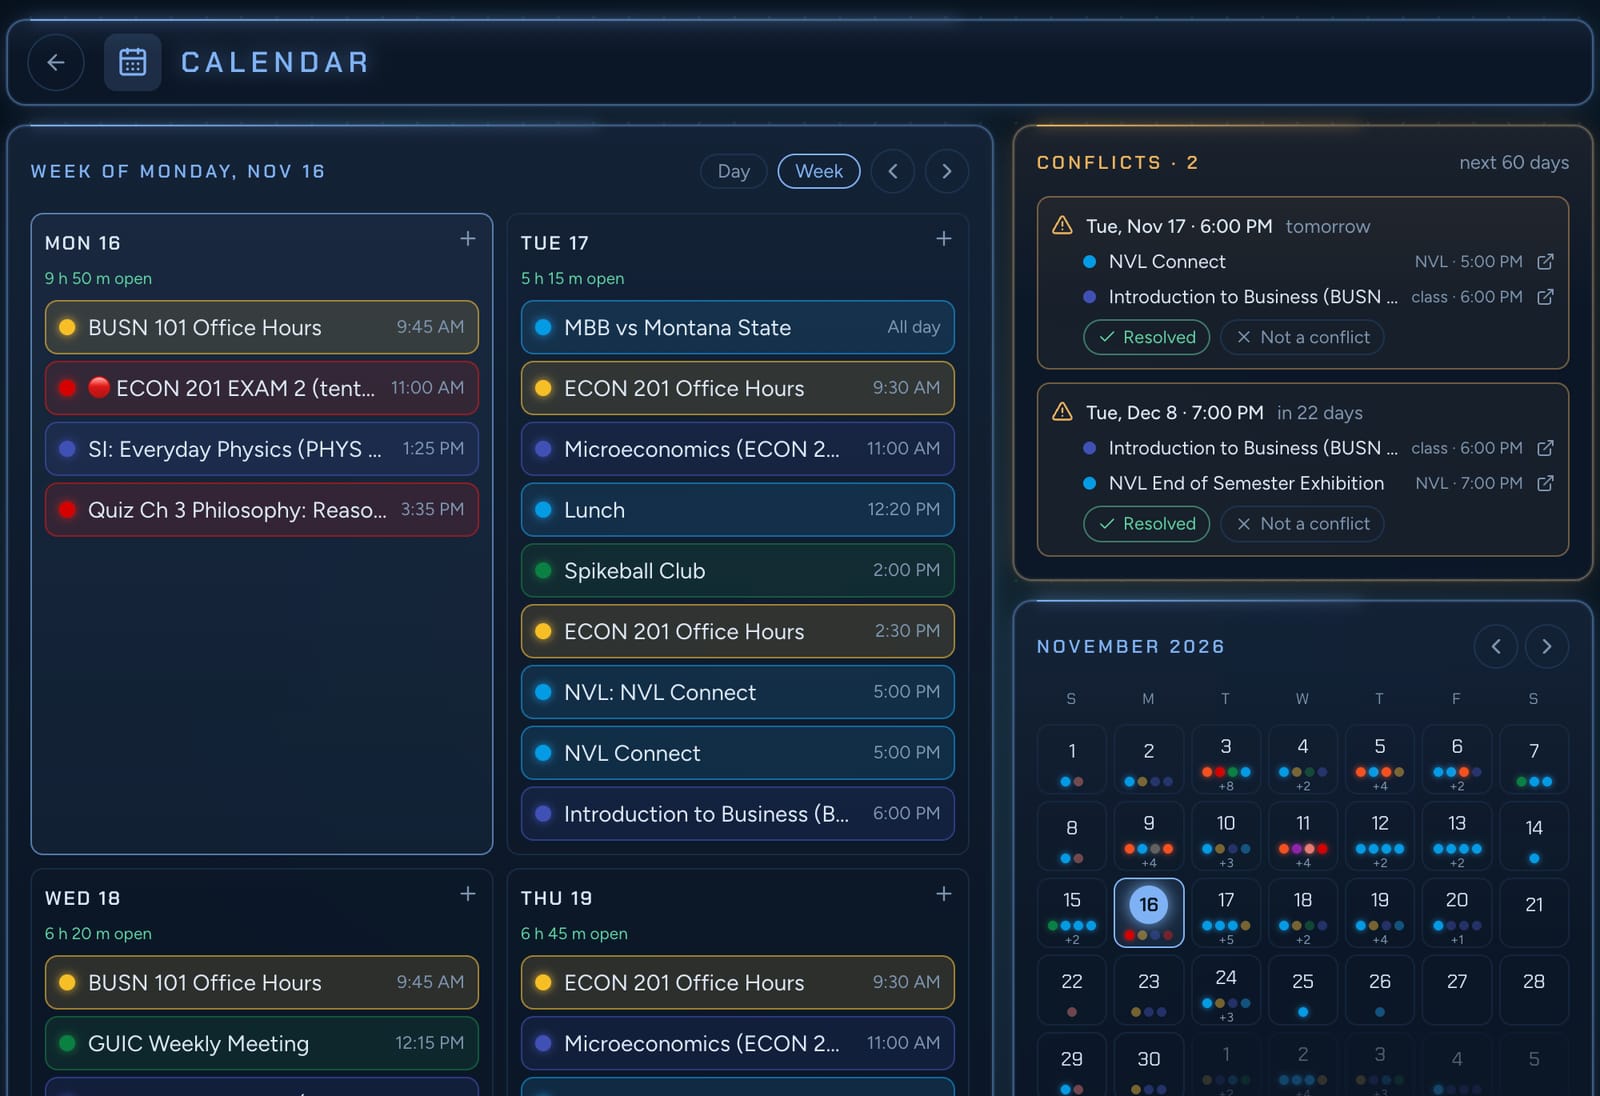 CALENDAR
WEEK OF MONDAY, NOV 16
Day
Week
MON 16
9 h 50 m open
BUSN 101 Office Hours 9:45 AM
ECON 201 EXAM 2 (tent... 11:00 AM
SI: Everyday Physics (PHYS ... 1:25 PM
Quiz Ch 3 Philosophy: Reaso... 3:35 PM
TUE 17
5 h 15 m open
MBB vs Montana State All day
ECON 201 Office Hours 9:30 AM
Microeconomics (ECON 2... 11:00 AM
Lunch 12:20 PM
Spikeball Club 2:00 PM
ECON 201 Office Hours 2:30 PM
NVL: NVL Connect 5:00 PM
NVL Connect 5:00 PM
Introduction to Business (B... 6:00 PM
WED 18
6 h 20 m open
BUSN 101 Office Hours 9:45 AM
GUIC Weekly Meeting 12:15 PM
THU 19
6 h 45 m open
ECON 201 Office Hours 9:30 AM
Microeconomics (ECON 2... 11:00 AM
CONFLICTS · 2 next 60 days
Tue, Nov 17 · 6:00 PM tomorrow
NVL Connect NVL · 5:00 PM
Introduction to Business (BUSN ... class · 6:00 PM
Resolved Not a conflict
Tue, Dec 8 · 7:00 PM in 22 days
Introduction to Business (BUSN ... class · 6:00 PM
NVL End of Semester Exhibition NVL · 7:00 PM
Resolved Not a conflict
NOVEMBER 2026
S M T W T F S
1 2 3 4 5 6 7
+8 +2 +4 +2
8 9 10 11 12 13 14
+4 +3 +4 +2 +2
15 16 17 18 19 20 21
+2 +5 +2 +4 +1
22 23 24 25 26 27 28
+3
29 30 1 2 3 4 5